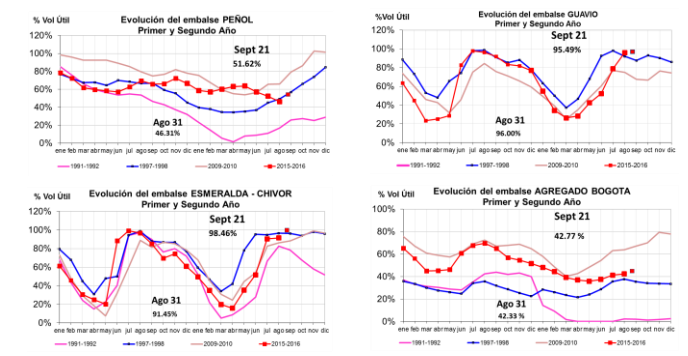 % Vol Útil
Evolución del embalse PEÑOL
Primer y Segundo Año
120%
100%
80%
60%
40%
20%
0%
Sept 21
51.62%
Ago 31
46.31%
ene feb mar abr may jun jul ago sep oct nov dic ene feb mar abr may jun jul ago sep oct nov dic
1991-1992 1997-1998 2009-2010 2015-2016
%Vol Útil
Evolución del embalse GUAVIO
Primer y Segundo Año
120%
100%
80%
60%
40%
20%
0%
Sept 21
95.49%
Ago 31
96.00%
ene feb mar abr may jun jul ago sep oct nov dic ene feb mar abr may jun jul ago sep oct nov dic
1991-1992 1997-1998 2009-2010 2015-2016
% Vol Útil
Evolución del embalse ESMERALDA - CHIVOR
Primer y Segundo Año
120%
100%
80%
60%
40%
20%
0%
Sept 21
98.46%
Ago 31
91.45%
ene feb mar abr may jun jul ago sep oct nov dic ene feb mar abr may jun jul ago sep oct nov dic
1991-1992 1997-1998 2009-2010 2015-2016
% Vol Útil
Evolución del embalse AGREGADO BOGOTA
Primer y Segundo Año
100%
80%
60%
40%
20%
0%
Sept 21
42.77 %
Ago 31
42.33 %
ene feb mar abr may jun jul ago sep oct nov dic ene feb mar abr may jun jul ago sep oct nov dic
1991-1992 1997-1998 2009-2010 2015-2016